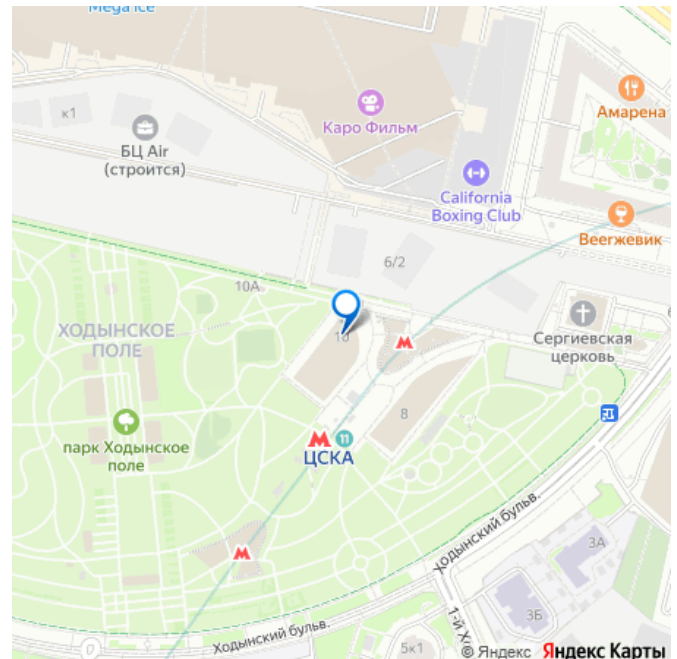 Mega Ice
Амарена
Каро Фильм
к1
БЦ Air
(строится)
California
Boxing Club
Веегжевик
6/2
10А
ХОДЫНСКОЕ
ПОЛЕ
10
Сергиевская
церковь
8
11
ЦСКА
парк Ходынское
поле
Ходынский бульв.
3А
3Б
1-й Х
Ходынский бульв.
5к1
© Яндекс Яндекс Карты